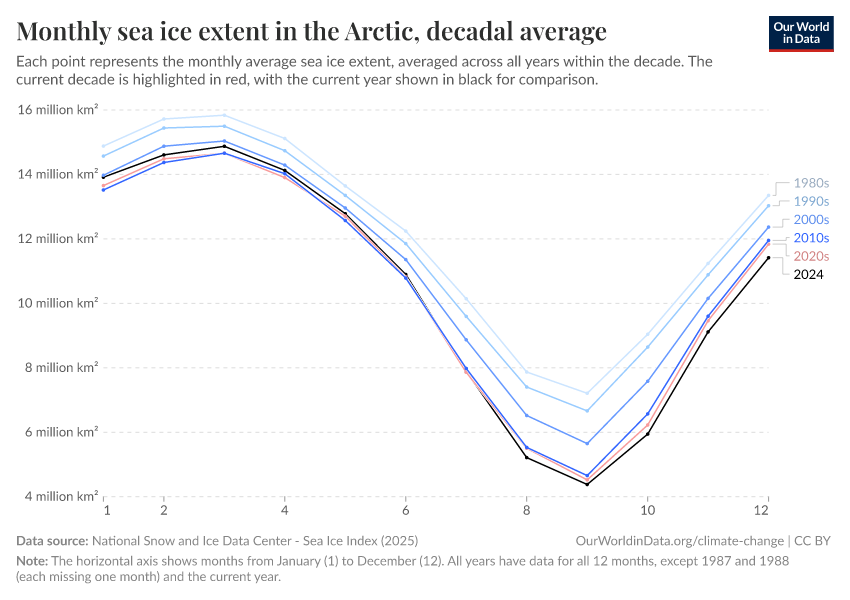 Monthly sea ice extent in the Arctic, decadal average
Our World
in Data
Each point represents the monthly average sea ice extent, averaged across all years within the decade. The
current decade is highlighted in red, with the current year shown in black for comparison.
16 million km²
14 million km²
12 million km²
10 million km²
8 million km²
6 million km²
4 million km²
1980s
1990s
2000s
2010s
2020s
2024
1 2 4 6 8 10 12
Data source: National Snow and Ice Data Center - Sea Ice Index (2025)
OurWorldinData.org/climate-change | CC BY
Note: The horizontal axis shows months from January (1) to December (12). All years have data for all 12 months, except 1987 and 1988
(each missing one month) and the current year.